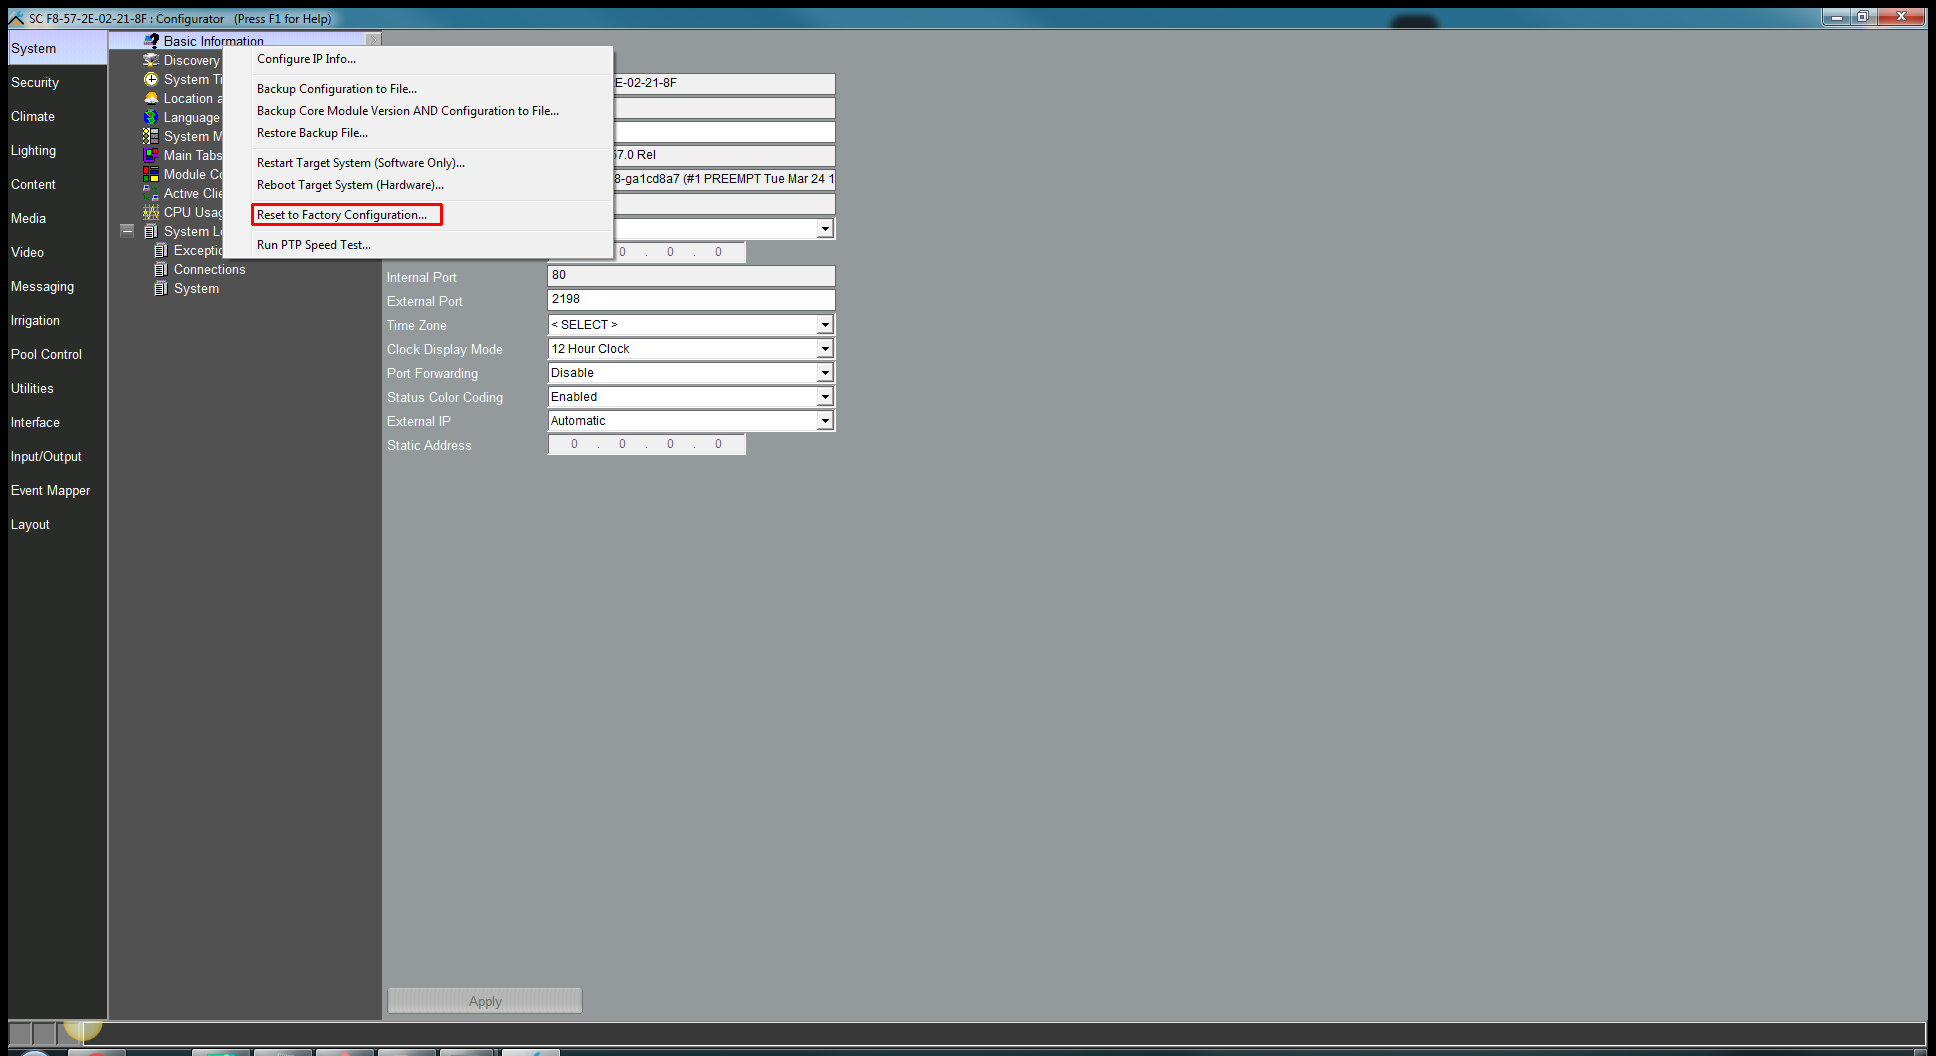 SC F8-57-2E-02-21-8F : Configurator   (Press F1 for Help)
System
Security
Climate
Lighting
Content
Media
Video
Messaging
Irrigation
Pool Control
Utilities
Interface
Input/Output
Event Mapper
Layout
Basic Information
Discovery
System Ti
Location a
Language
System M
Main Tabs
Module Co
Active Clie
CPU Usag
System Lo
Exceptio
Connections
System
Configure IP Info...
Backup Configuration to File...
Backup Core Module Version AND Configuration to File...
Restore Backup File...
Restart Target System (Software Only)...
Reboot Target System (Hardware)...
Reset to Factory Configuration...
Run PTP Speed Test...
E-02-21-8F
7.0 Rel
8-ga1cd8a7 (#1 PREEMPT Tue Mar 24 1
0 . 0 . 0
Internal Port 80
External Port 2198
Time Zone < SELECT >
Clock Display Mode 12 Hour Clock
Port Forwarding Disable
Status Color Coding Enabled
External IP Automatic
Static Address 0 . 0 . 0 . 0
Apply